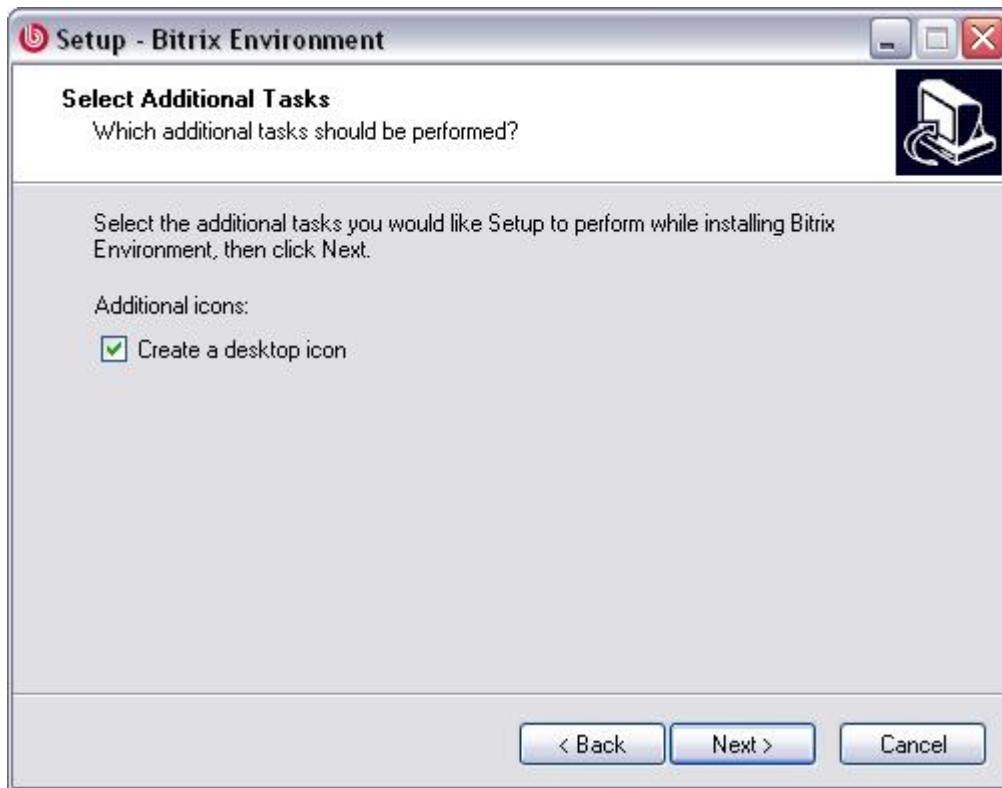 Setup - Bitrix Environment
Select Additional Tasks
Which additional tasks should be performed?
Select the additional tasks you would like Setup to perform while installing Bitrix
Environment, then click Next.
Additional icons:
Create a desktop icon
< Back
Next >
Cancel